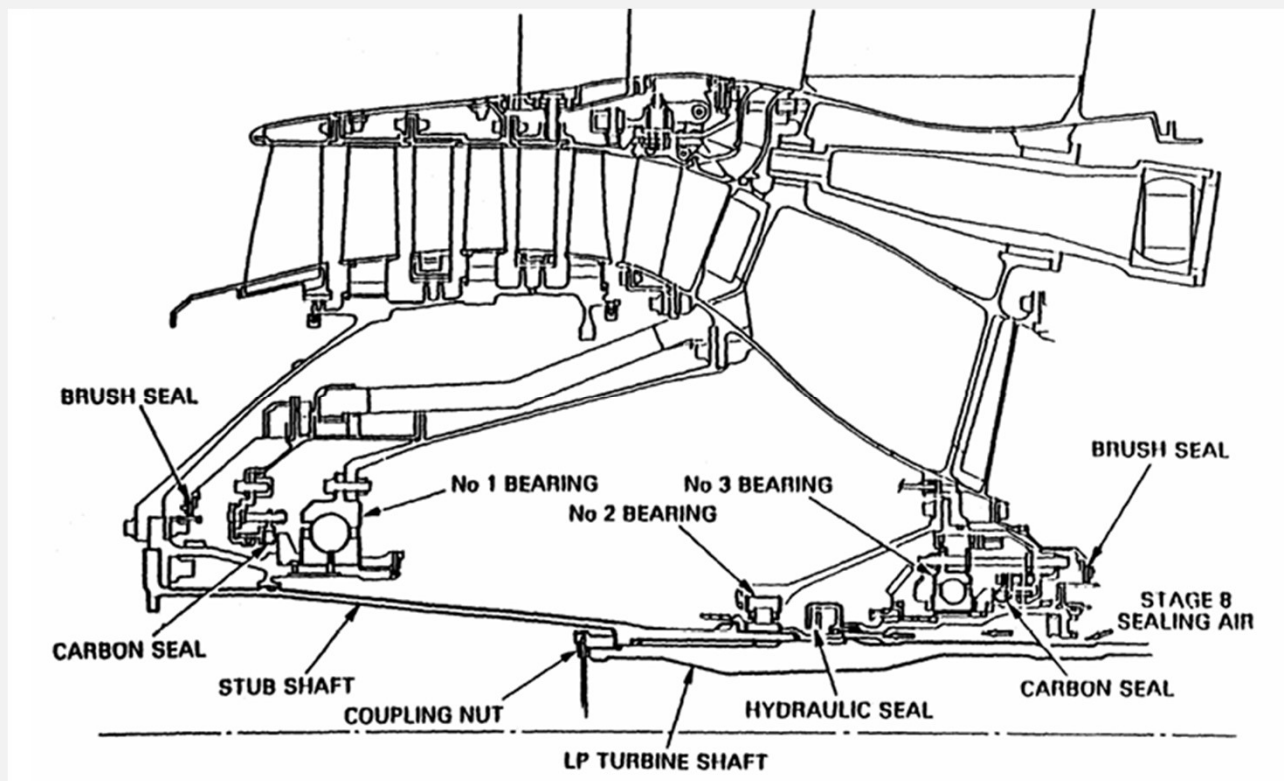 BRUSH SEAL
No 1 BEARING
No 3 BEARING
No 2 BEARING
BRUSH SEAL
STAGE 8
SEALING AIR
CARBON SEAL
STUB SHAFT
COUPLING NUT
HYDRAULIC SEAL
CARBON SEAL
LP TURBINE SHAFT